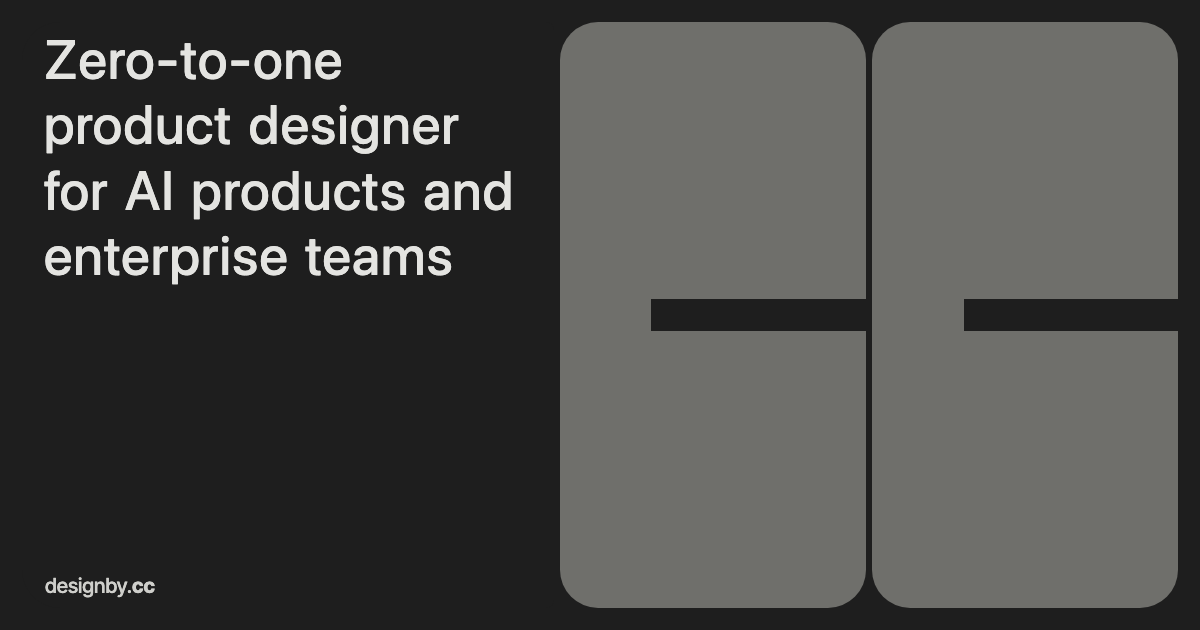 Zero-to-one
product designer
for AI products and
enterprise teams
designby.cc